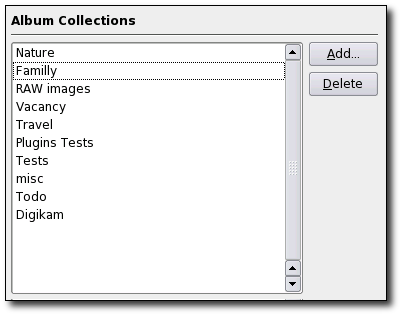 Album Collections
Nature
Familly
RAW images
Vacancy
Travel
Plugins Tests
Tests
misc
Todo
Digikam
Add...
Delete